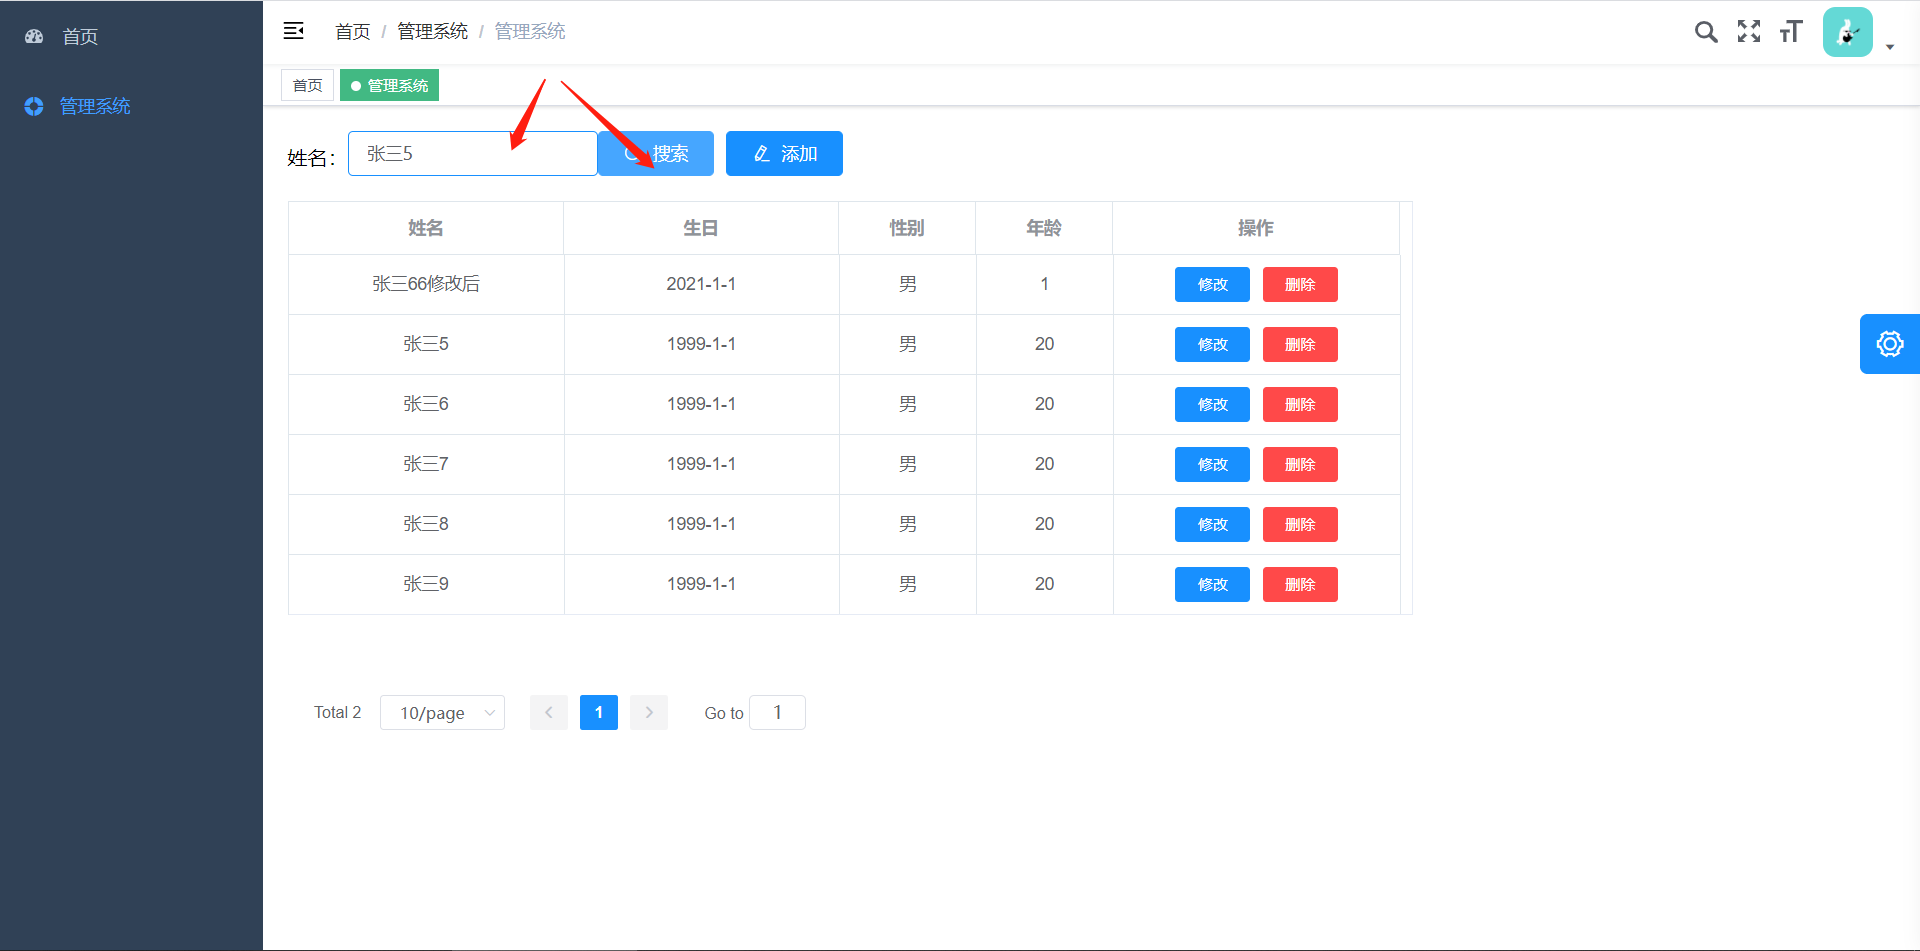 首页
管理系统
首页 / 管理系统 / 管理系统
首页
管理系统
姓名：
张三5
搜索
添加
姓名 生日 性别 年龄 操作
张三66修改后 2021-1-1 男 1 修改 删除
张三5 1999-1-1 男 20 修改 删除
张三6 1999-1-1 男 20 修改 删除
张三7 1999-1-1 男 20 修改 删除
张三8 1999-1-1 男 20 修改 删除
张三9 1999-1-1 男 20 修改 删除
Total 2 10/page 1 Go to 1